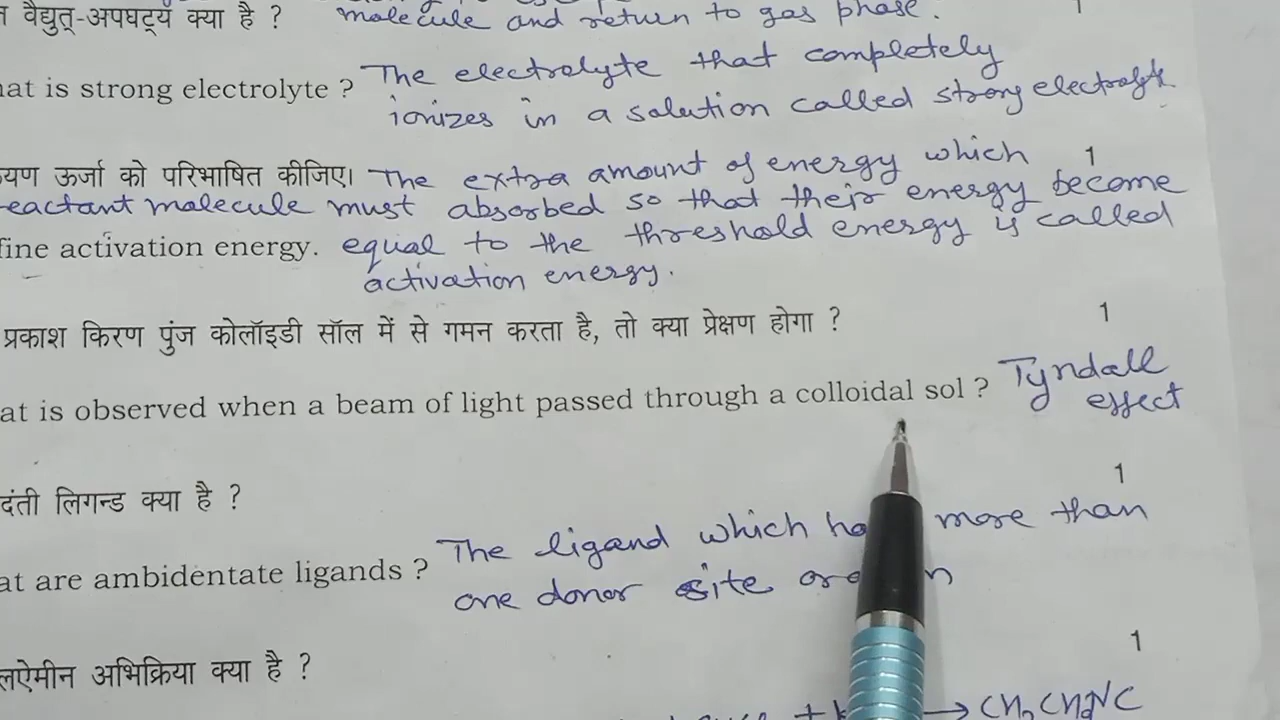 वैद्युत्-अपघट्य क्या है ? molecule and return to gas phase. 1
hat is strong electrolyte ? The electrolyte that completely
ionizes in a solution called strong electrolyte
यण ऊर्जा को परिभाषित कीजिए। The extra amount of energy which 1
reactant molecule must absorbed so that their energy become
fine activation energy. equal to the threshold energy is called
activation energy.
प्रकाश किरण पुंज कोलॉइडी सॉल में से गमन करता है, तो क्या प्रेक्षण होगा ? 1
at is observed when a beam of light passed through a colloidal sol ? Tyndall
effect
दंती लिगन्ड क्या है ? 1
at are ambidentate ligands ? The ligand which more than
one donor site
लऐमीन अभिक्रिया क्या है ? 1